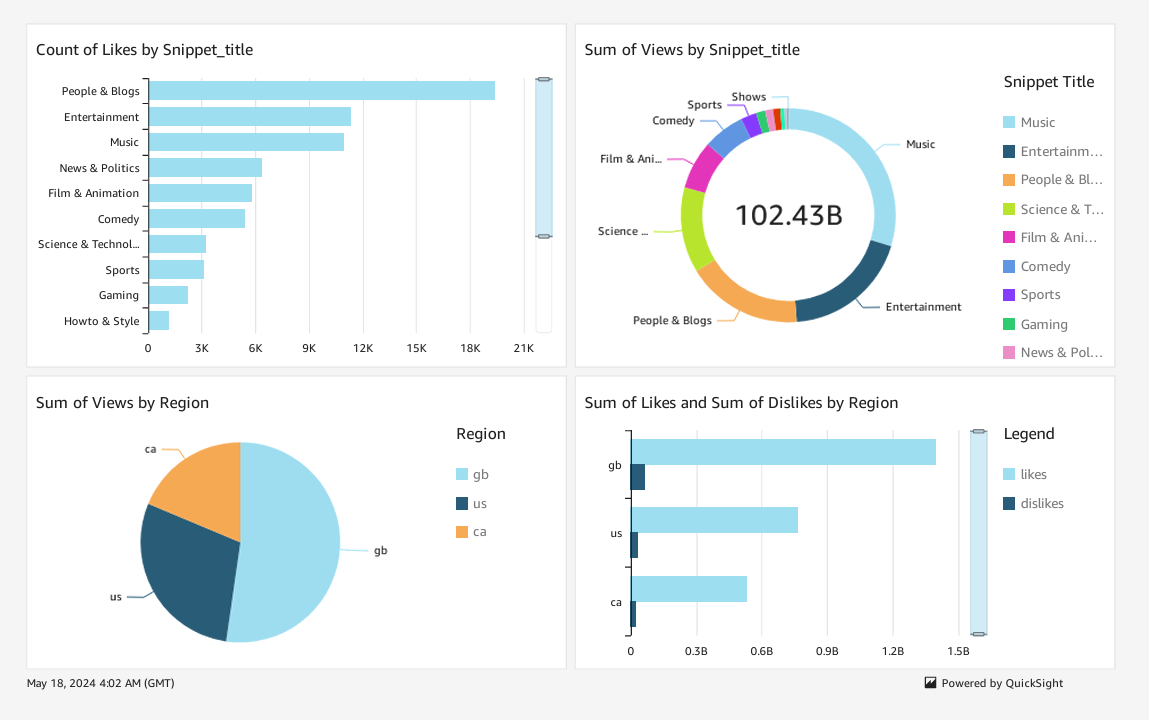 Count of Likes by Snippet_title
People & Blogs
Entertainment
Music
News & Politics
Film & Animation
Comedy
Science & Technol...
Sports
Gaming
Howto & Style
0 3K 6K 9K 12K 15K 18K 21K
Sum of Views by Snippet_title
Shows
Sports
Comedy
Film & Ani...
Science ...
People & Blogs
Music
Entertainment
102.43B
Snippet Title
Music
Entertainm...
People & Bl...
Science & T...
Film & Ani...
Comedy
Sports
Gaming
News & Pol...
Sum of Views by Region
ca
us
gb
Region
gb
us
ca
Sum of Likes and Sum of Dislikes by Region
gb
us
ca
0 0.3B 0.6B 0.9B 1.2B 1.5B
Legend
likes
dislikes
May 18, 2024 4:02 AM (GMT)
Powered by QuickSight